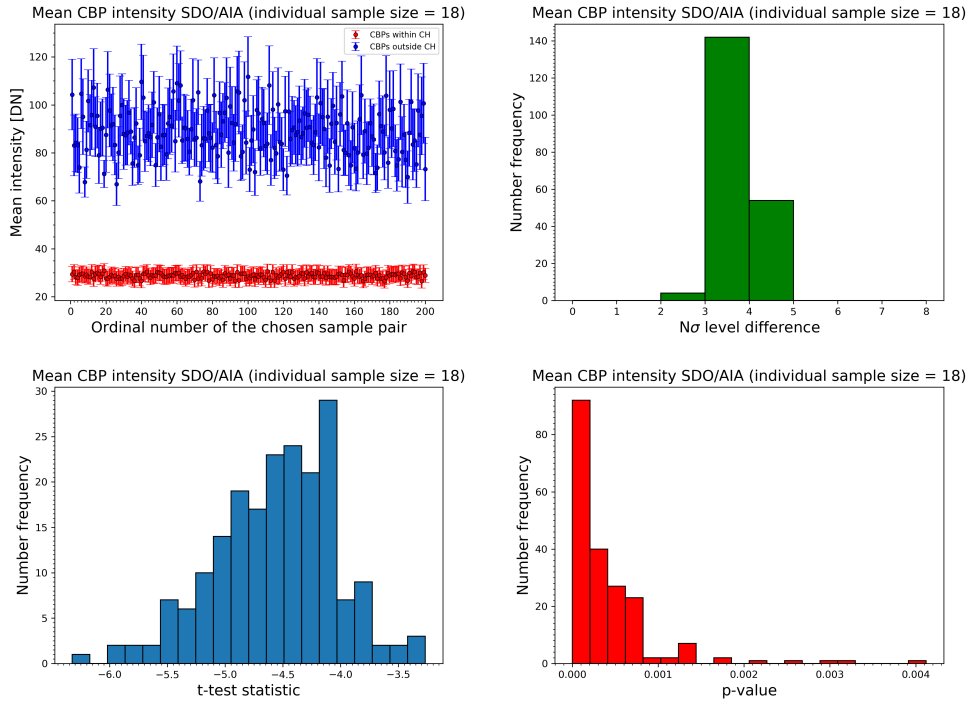 Mean CBP intensity SDO/AIA (individual sample size = 18)
CBPs within CH
CBPs outside CH
Mean intensity [DN]
120
100
80
60
40
20
0 20 40 60 80 100 120 140 160 180 200
Ordinal number of the chosen sample pair
Mean CBP intensity SDO/AIA (individual sample size = 18)
Number frequency
140
120
100
80
60
40
20
0
0 1 2 3 4 5 6 7 8
Nσ level difference
Mean CBP intensity SDO/AIA (individual sample size = 18)
Number frequency
30
25
20
15
10
5
0
−6.0 −5.5 −5.0 −4.5 −4.0 −3.5
t-test statistic
Mean CBP intensity SDO/AIA (individual sample size = 18)
Number frequency
80
60
40
20
0
0.000 0.001 0.002 0.003 0.004
p-value